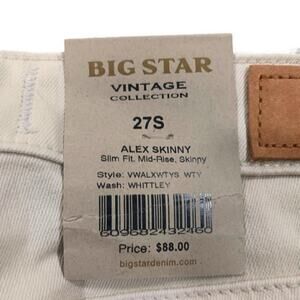 BIG STAR
VINTAGE
COLLECTION
27S
ALEX SKINNY
Slim Fit, Mid-Rise, Skinny
Style: VWALXWTYS WTY
Wash: WHITTLEY
609682432460
Price: $88.00
bigstardenim.com